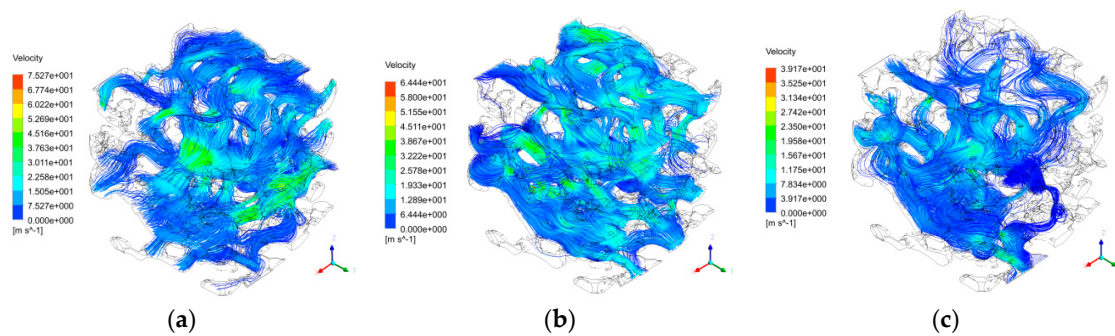 Velocity
7.527e+001
6.774e+001
6.022e+001
5.269e+001
4.516e+001
3.763e+001
3.011e+001
2.258e+001
1.505e+001
7.527e+000
0.000e+000
[m s^-1]
Z
X
Y
(a)
Velocity
6.444e+001
5.800e+001
5.155e+001
4.511e+001
3.867e+001
3.222e+001
2.578e+001
1.933e+001
1.289e+001
6.444e+000
0.000e+000
[m s^-1]
Z
X
Y
(b)
Velocity
3.917e+001
3.525e+001
3.134e+001
2.742e+001
2.350e+001
1.958e+001
1.567e+001
1.175e+001
7.834e+000
3.917e+000
0.000e+000
[m s^-1]
Z
X
Y
(c)